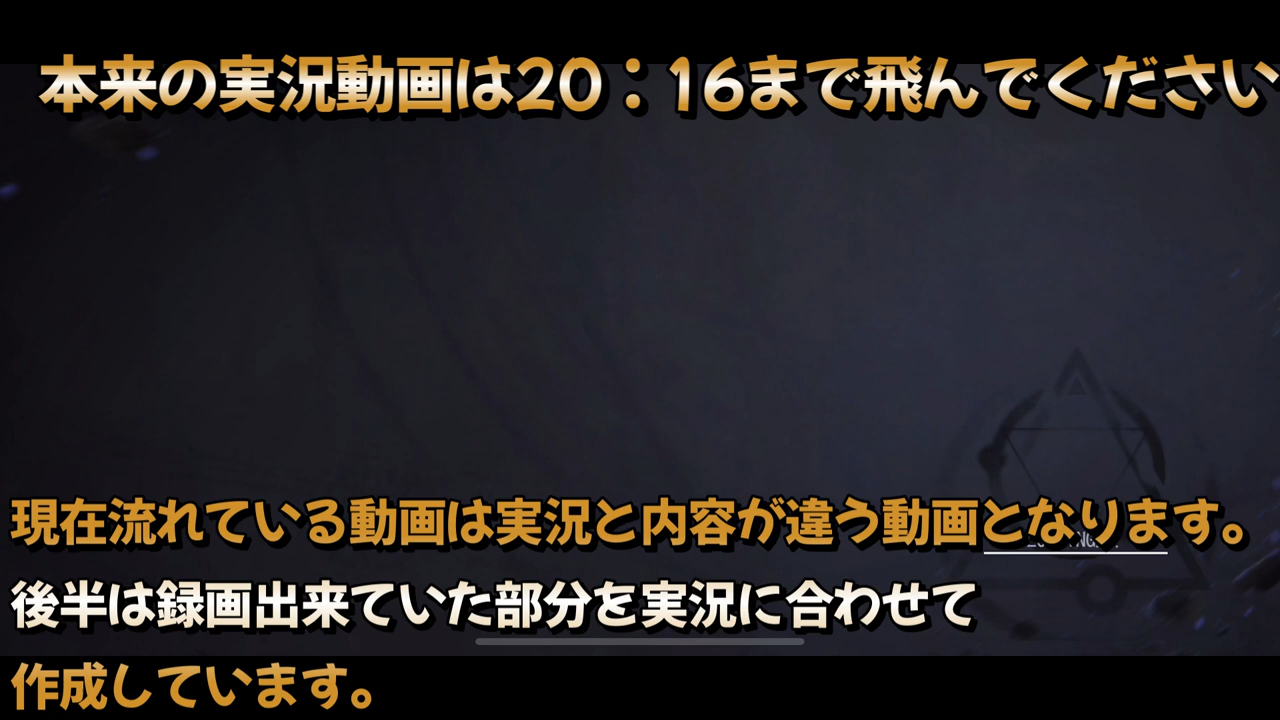 本来の実況動画は20：16まで飛んでください
現在流れている動画は実況と内容が違う動画となります。
後半は録画出来ていた部分を実況に合わせて
作成しています。